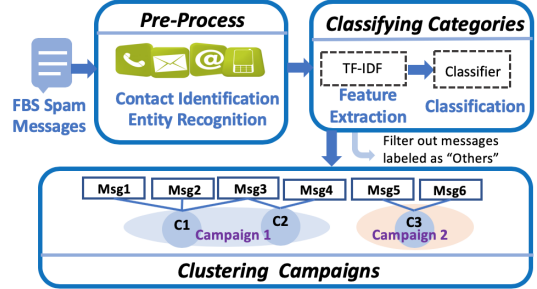 Pre-Process
Classifying Categories
FBS Spam
Messages
Contact Identification
Entity Recognition
TF-IDF
Classifier
Feature
Extraction
Classification
Filter out messages
labeled as “Others”
Msg1 Msg2 Msg3 Msg4 Msg5 Msg6
C1 C2 C3
Campaign 1 Campaign 2
Clustering Campaigns